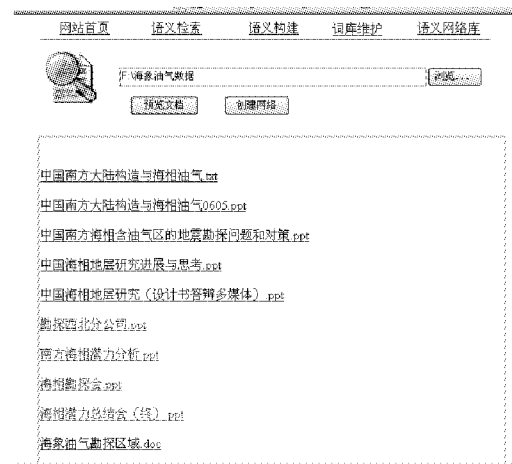 网站首页 语义检索 语义构建 词库维护 语义网络库
F:\海象油气数据 浏览...
预览文档 创建网络
中国南方大陆构造与海相油气.txt
中国南方大陆构造与海相油气0605.ppt
中国南方海相含油气区的地震勘探问题和对策.ppt
中国海相地层研究进展与思考.ppt
中国海相地层研究（设计书答辩多媒体）.ppt
勘探西北分公司.ppt
南方海相潜力分析.ppt
海相勘探会.ppt
海相潜力总结会（终）.ppt
海象油气勘探区域.doc